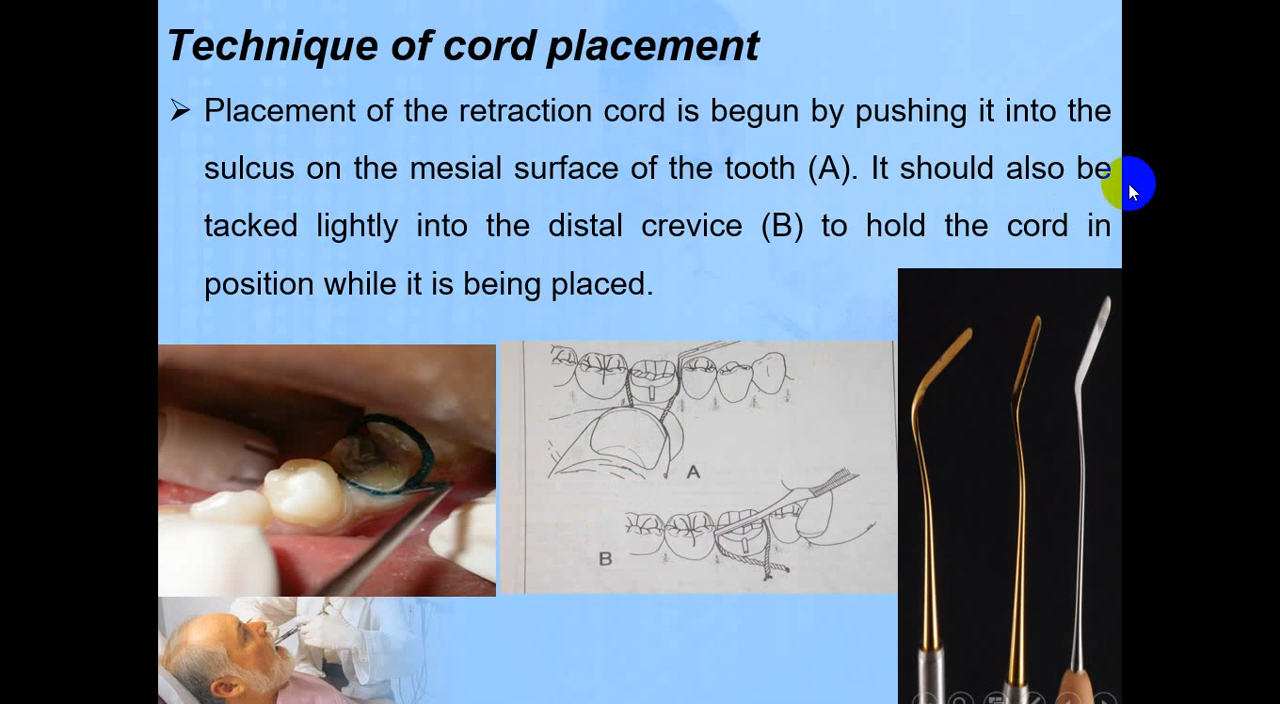 Technique of cord placement
➢ Placement of the retraction cord is begun by pushing it into the
sulcus on the mesial surface of the tooth (A). It should also be
tacked lightly into the distal crevice (B) to hold the cord in
position while it is being placed.
A
B